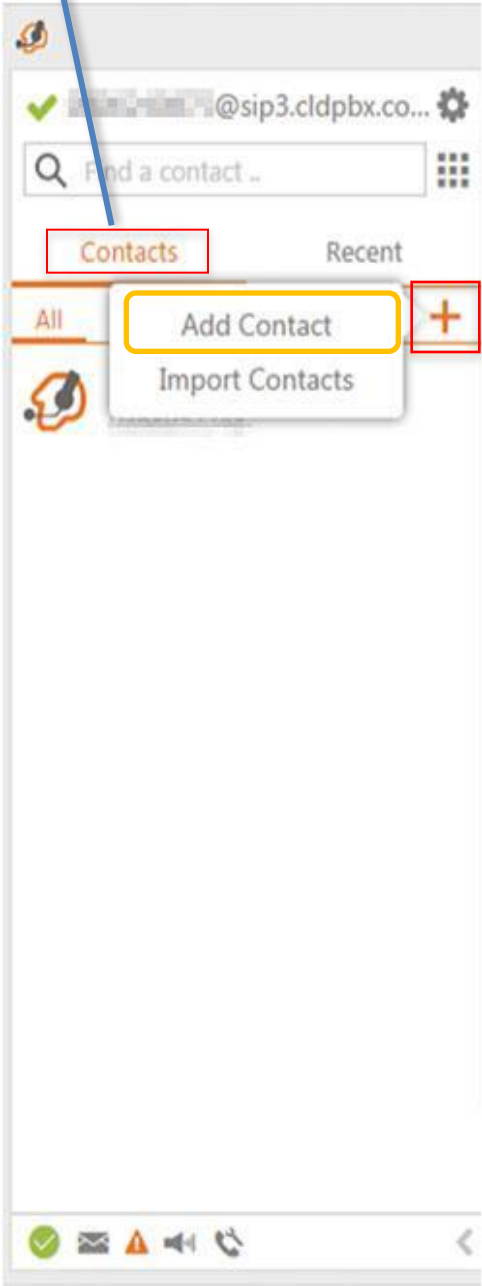 @sip3.cldpbx.co...
Find a contact ..
Contacts Recent
All
Add Contact
Import Contacts